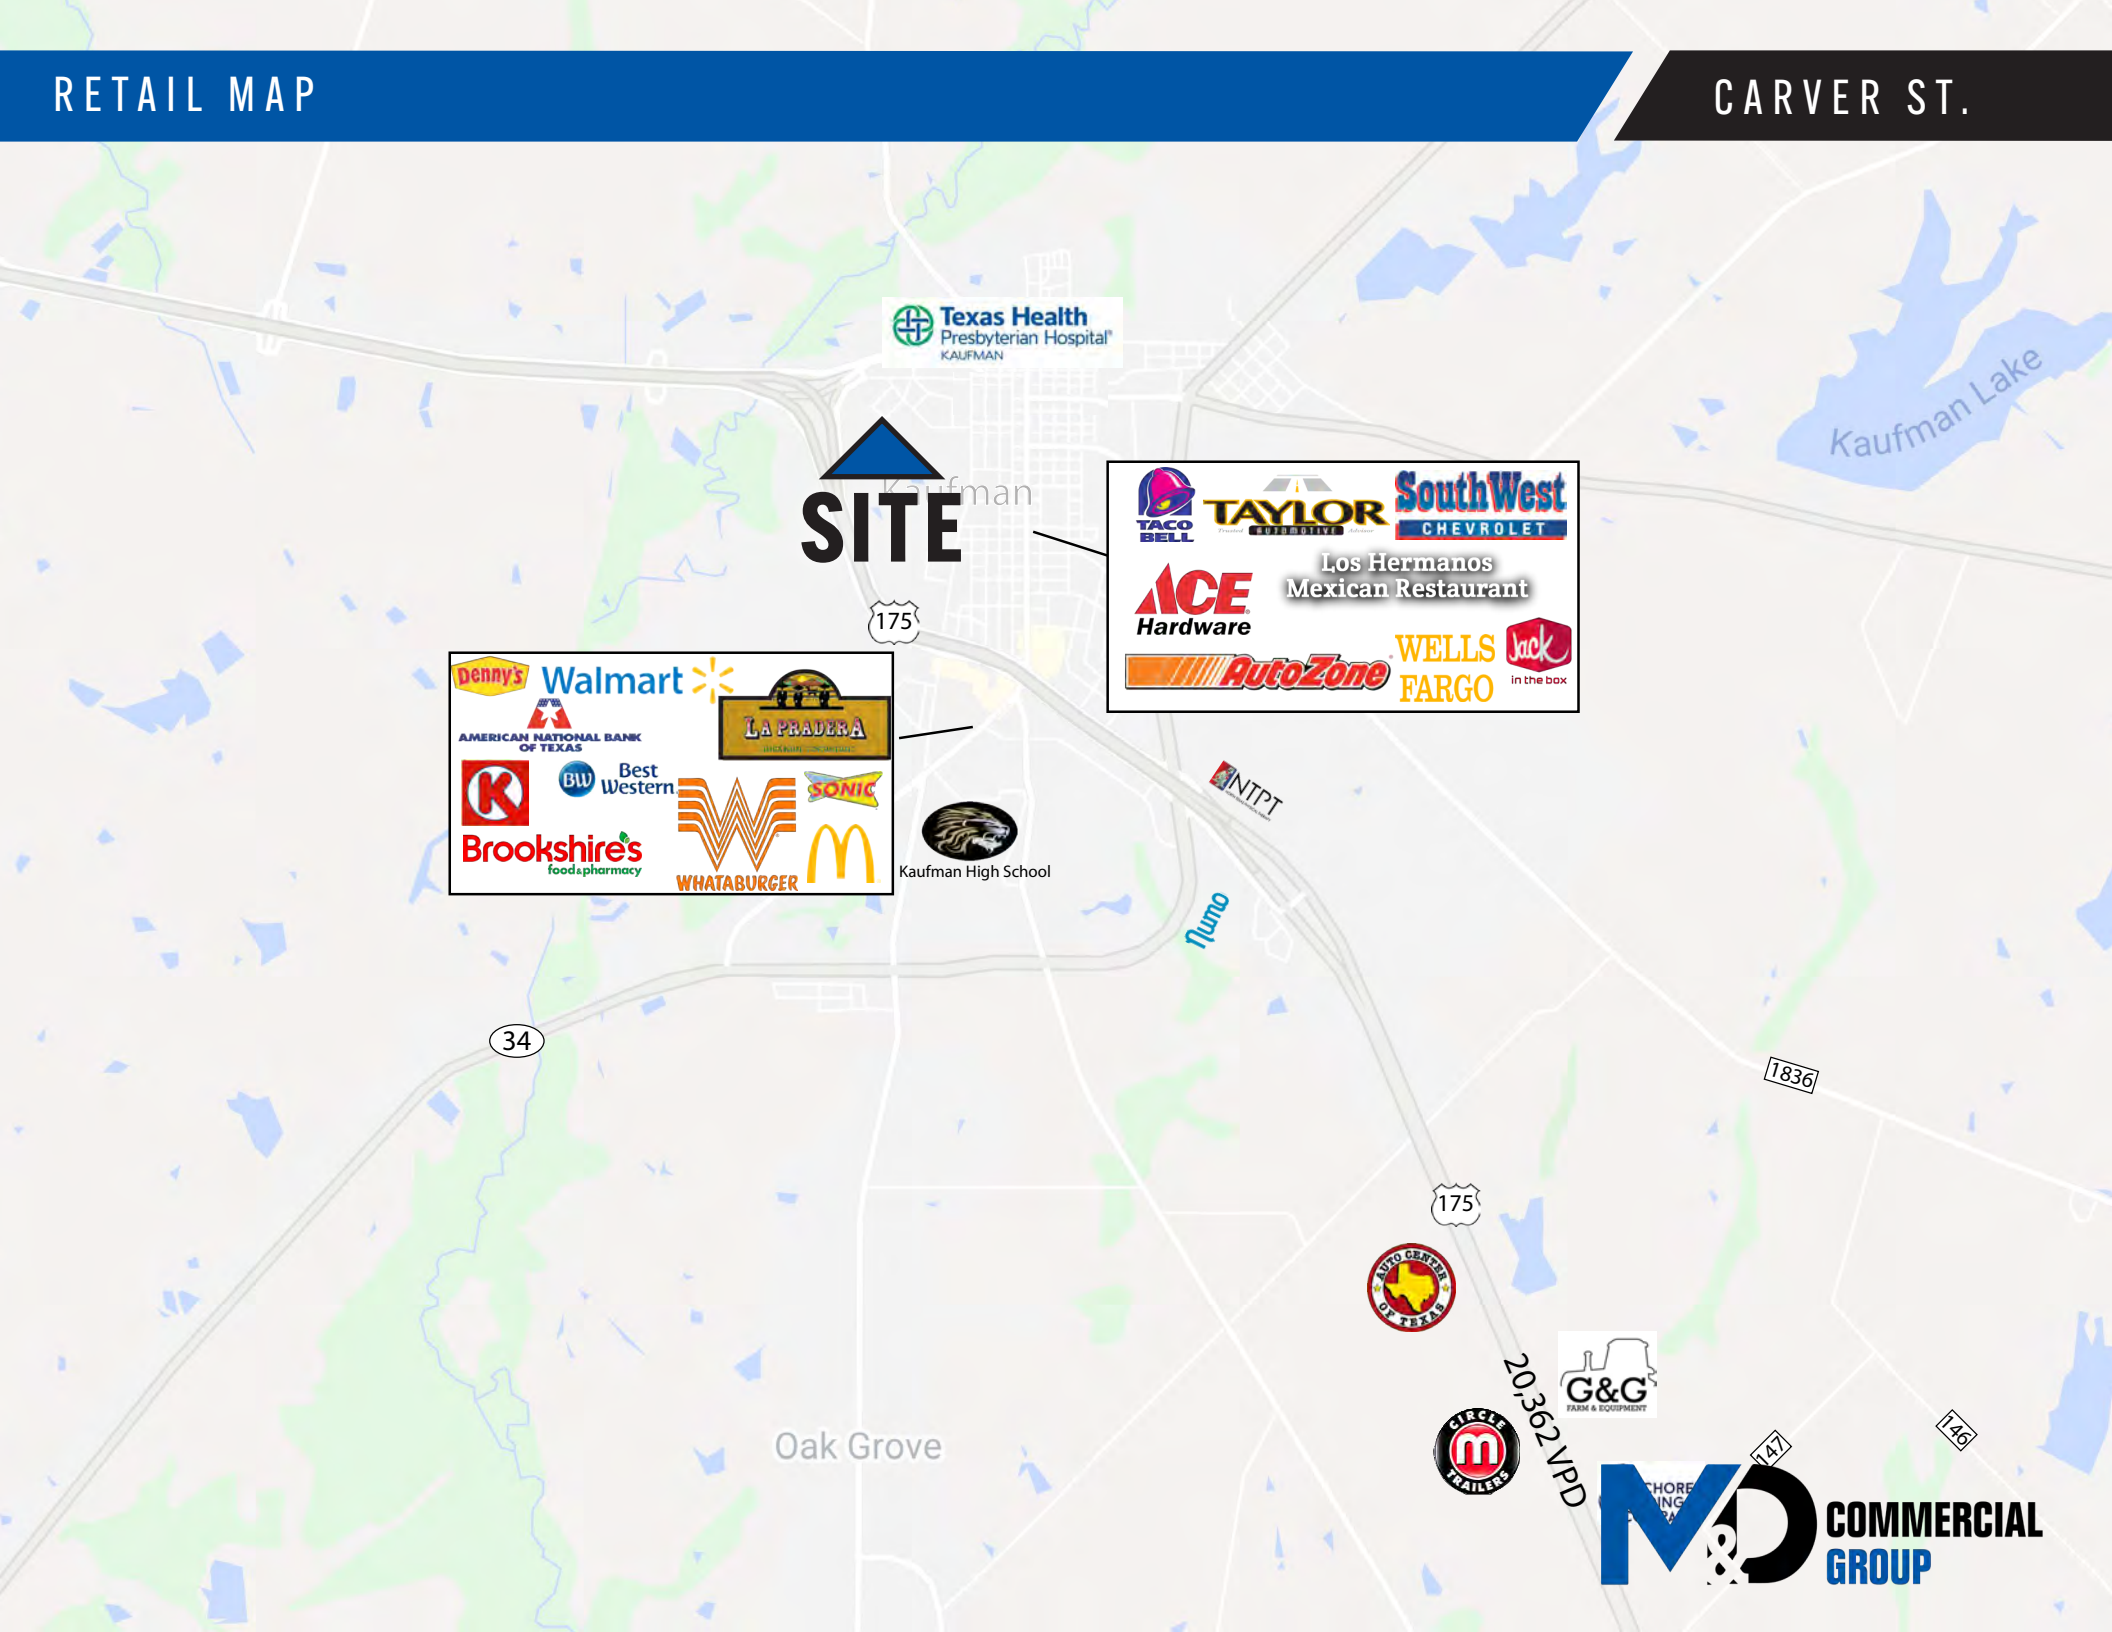 RETAIL MAP
CARVER ST.
Texas Health
Presbyterian Hospital
KAUFMAN
Kaufman Lake
Kaufman
SITE
TACO
BELL
TAYLOR
AUTOMOTIVE
SouthWest
CHEVROLET
Los Hermanos
Mexican Restaurant
ACE
Hardware
AutoZone
WELLS
FARGO
Jack
in the box
175
Denny's
Walmart
LA PRADERA
AMERICAN NATIONAL BANK
OF TEXAS
K
BW
Best
Western
W
WHATABURGER
SONIC
Brookshire's
food & pharmacy
Kaufman High School
NTPT
Numo
34
1836
175
AUTO CENTER
OF TEXAS
20,362 VPD
G&G
FARM & EQUIPMENT
CIRCLE
m
TRAILERS
Oak Grove
147
146
M&D
COMMERCIAL
GROUP